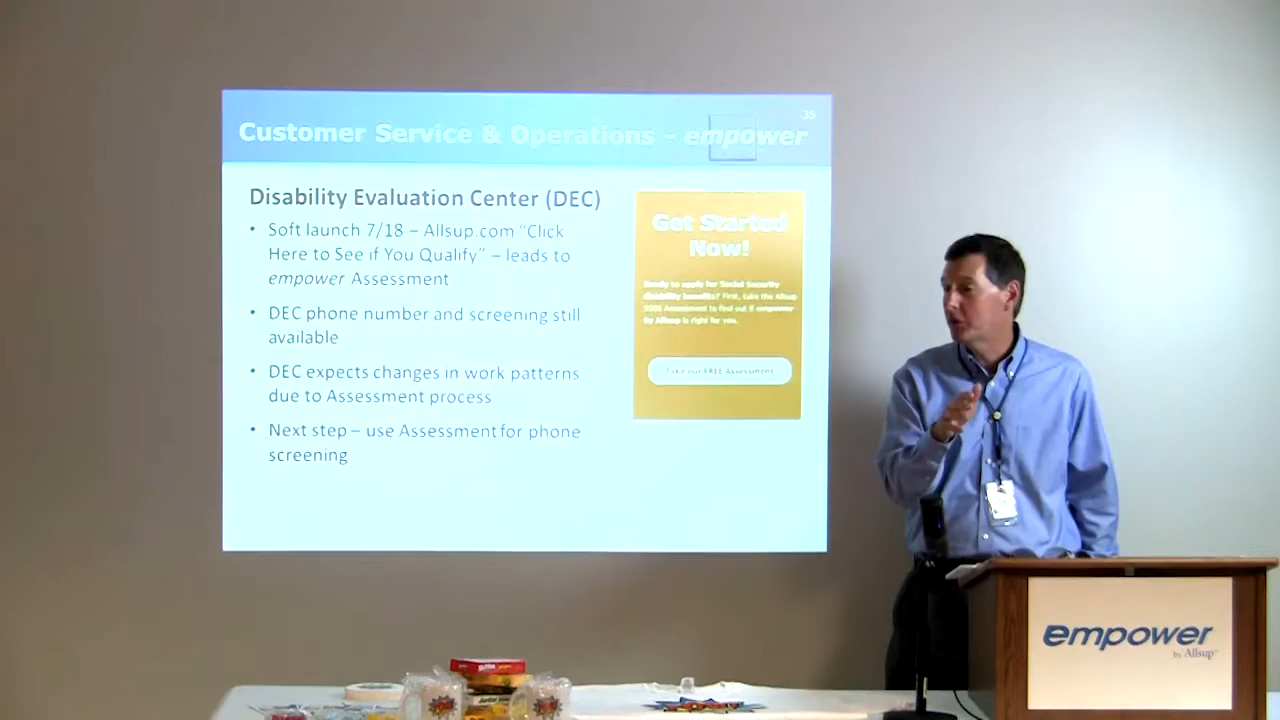 35
Customer Service & Operations – empower
Disability Evaluation Center (DEC)
• Soft launch 7/18 – Allsup.com “Click
Here to See if You Qualify” – leads to
empower Assessment
• DEC phone number and screening still
available
• DEC expects changes in work patterns
due to Assessment process
• Next step – use Assessment for phone
screening
Get Started
Now!
Ready to apply for Social Security
disability benefits? First, take the Allsup
SSDI Assessment to find out if empower
by Allsup is right for you.
Take our FREE Assessment
empower
by Allsup